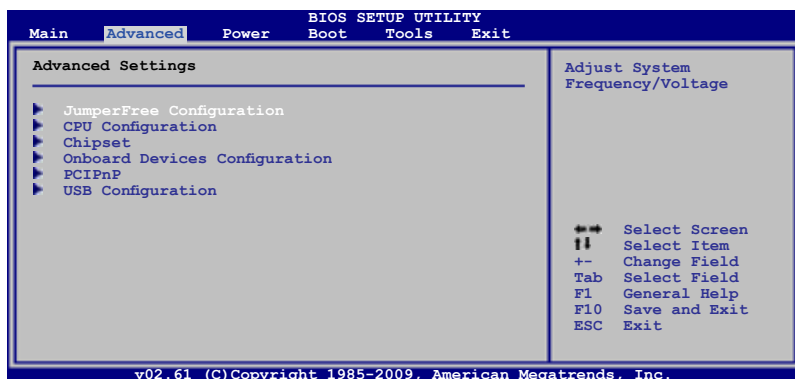 BIOS SETUP UTILITY
Main Advanced Power Boot Tools Exit
Advanced Settings
JumperFree Configuration
CPU Configuration
Chipset
Onboard Devices Configuration
PCIPnP
USB Configuration
Adjust System
Frequency/Voltage
←→ Select Screen
↑↓ Select Item
+- Change Field
Tab Select Field
F1 General Help
F10 Save and Exit
ESC Exit
v02.61 (C)Copyright 1985-2009, American Megatrends, Inc.